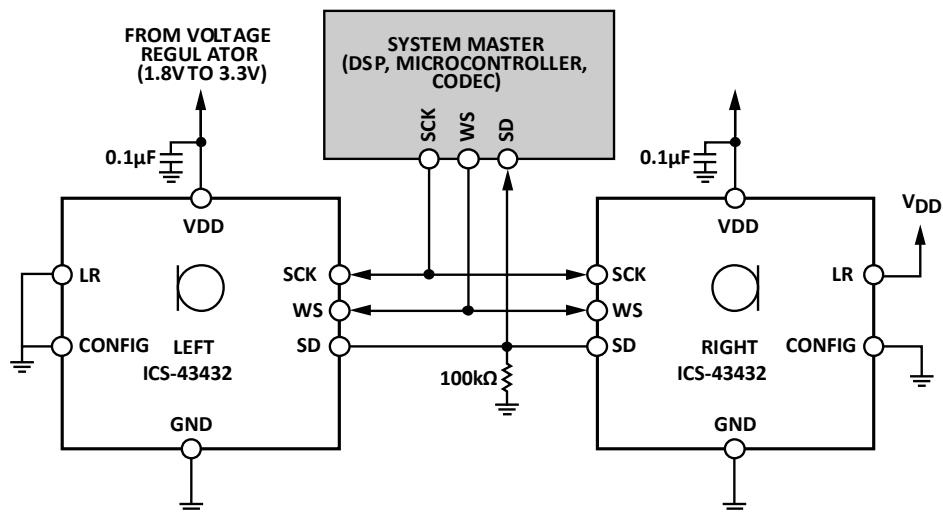 FROM VOLTAGE
REGUL ATOR
(1.8V TO 3.3V)
SYSTEM MASTER
(DSP, MICROCONTROLLER,
CODEC)
SCK
WS
SD
0.1µF
0.1µF
VDD
VDD
VDD
LR
SCK
SCK
LR
WS
WS
CONFIG
LEFT
SD
SD
RIGHT
CONFIG
ICS-43432
100kΩ
ICS-43432
GND
GND